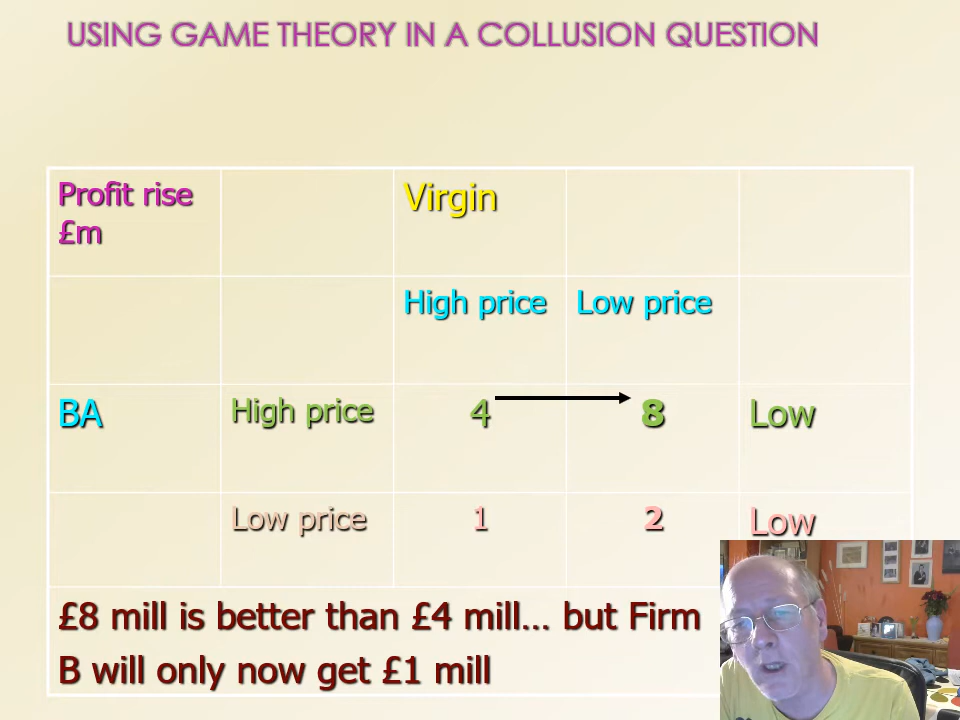 USING GAME THEORY IN A COLLUSION QUESTION
Profit rise
£m
Virgin
High price
Low price
BA
High price
4
8
Low
Low price
1
2
Low
£8 mill is better than £4 mill... but Firm
B will only now get £1 mill